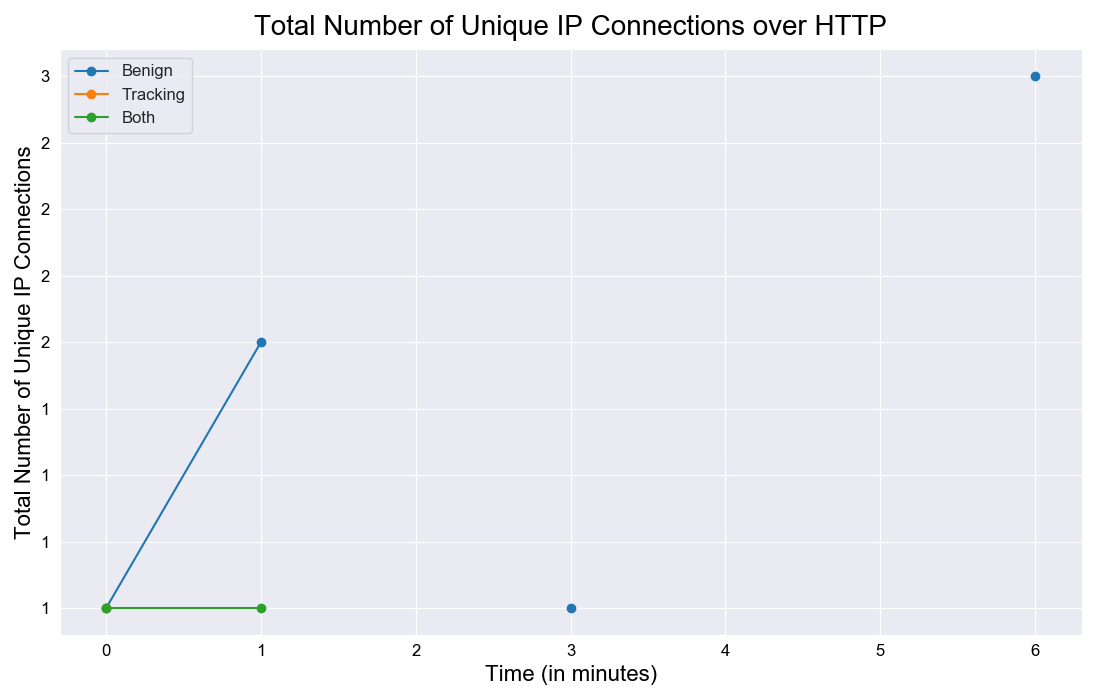 Total Number of Unique IP Connections over HTTP
Benign
Tracking
Both
Total Number of Unique IP Connections
3
2
2
2
2
1
1
1
1
0 1 2 3 4 5 6
Time (in minutes)